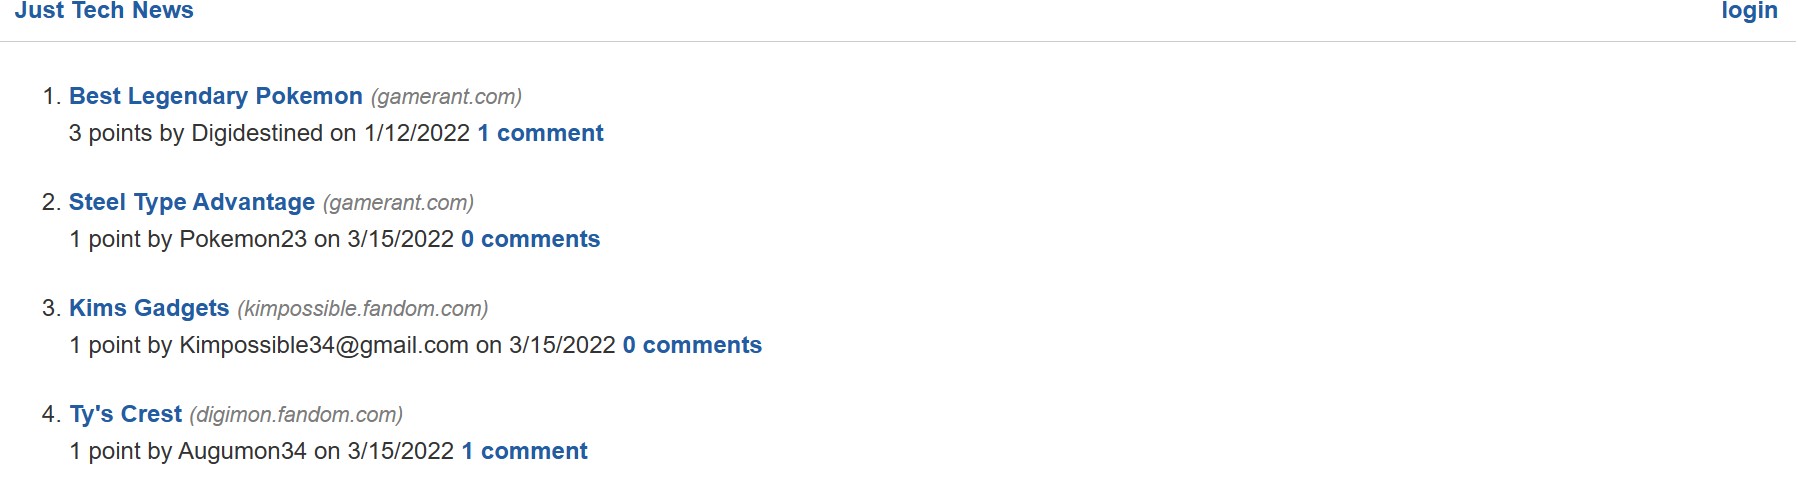 Just Tech News login
1. Best Legendary Pokemon (gamerant.com)
3 points by Digidestined on 1/12/2022 1 comment
2. Steel Type Advantage (gamerant.com)
1 point by Pokemon23 on 3/15/2022 0 comments
3. Kims Gadgets (kimpossible.fandom.com)
1 point by Kimpossible34@gmail.com on 3/15/2022 0 comments
4. Ty's Crest (digimon.fandom.com)
1 point by Augumon34 on 3/15/2022 1 comment